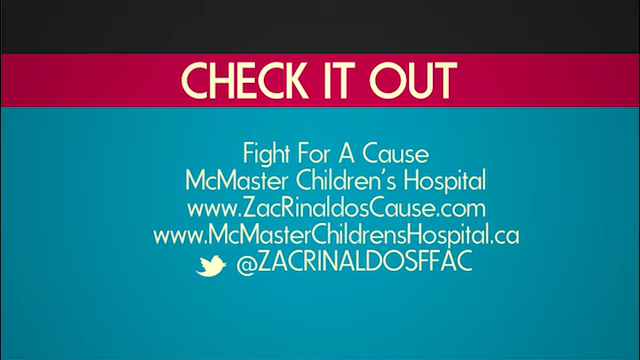 CHECK IT OUT
Fight For A Cause
McMaster Children's Hospital
www.ZacRinaldosCause.com
www.McMasterChildrensHospital.ca
@ZACRINALDOSFFAC